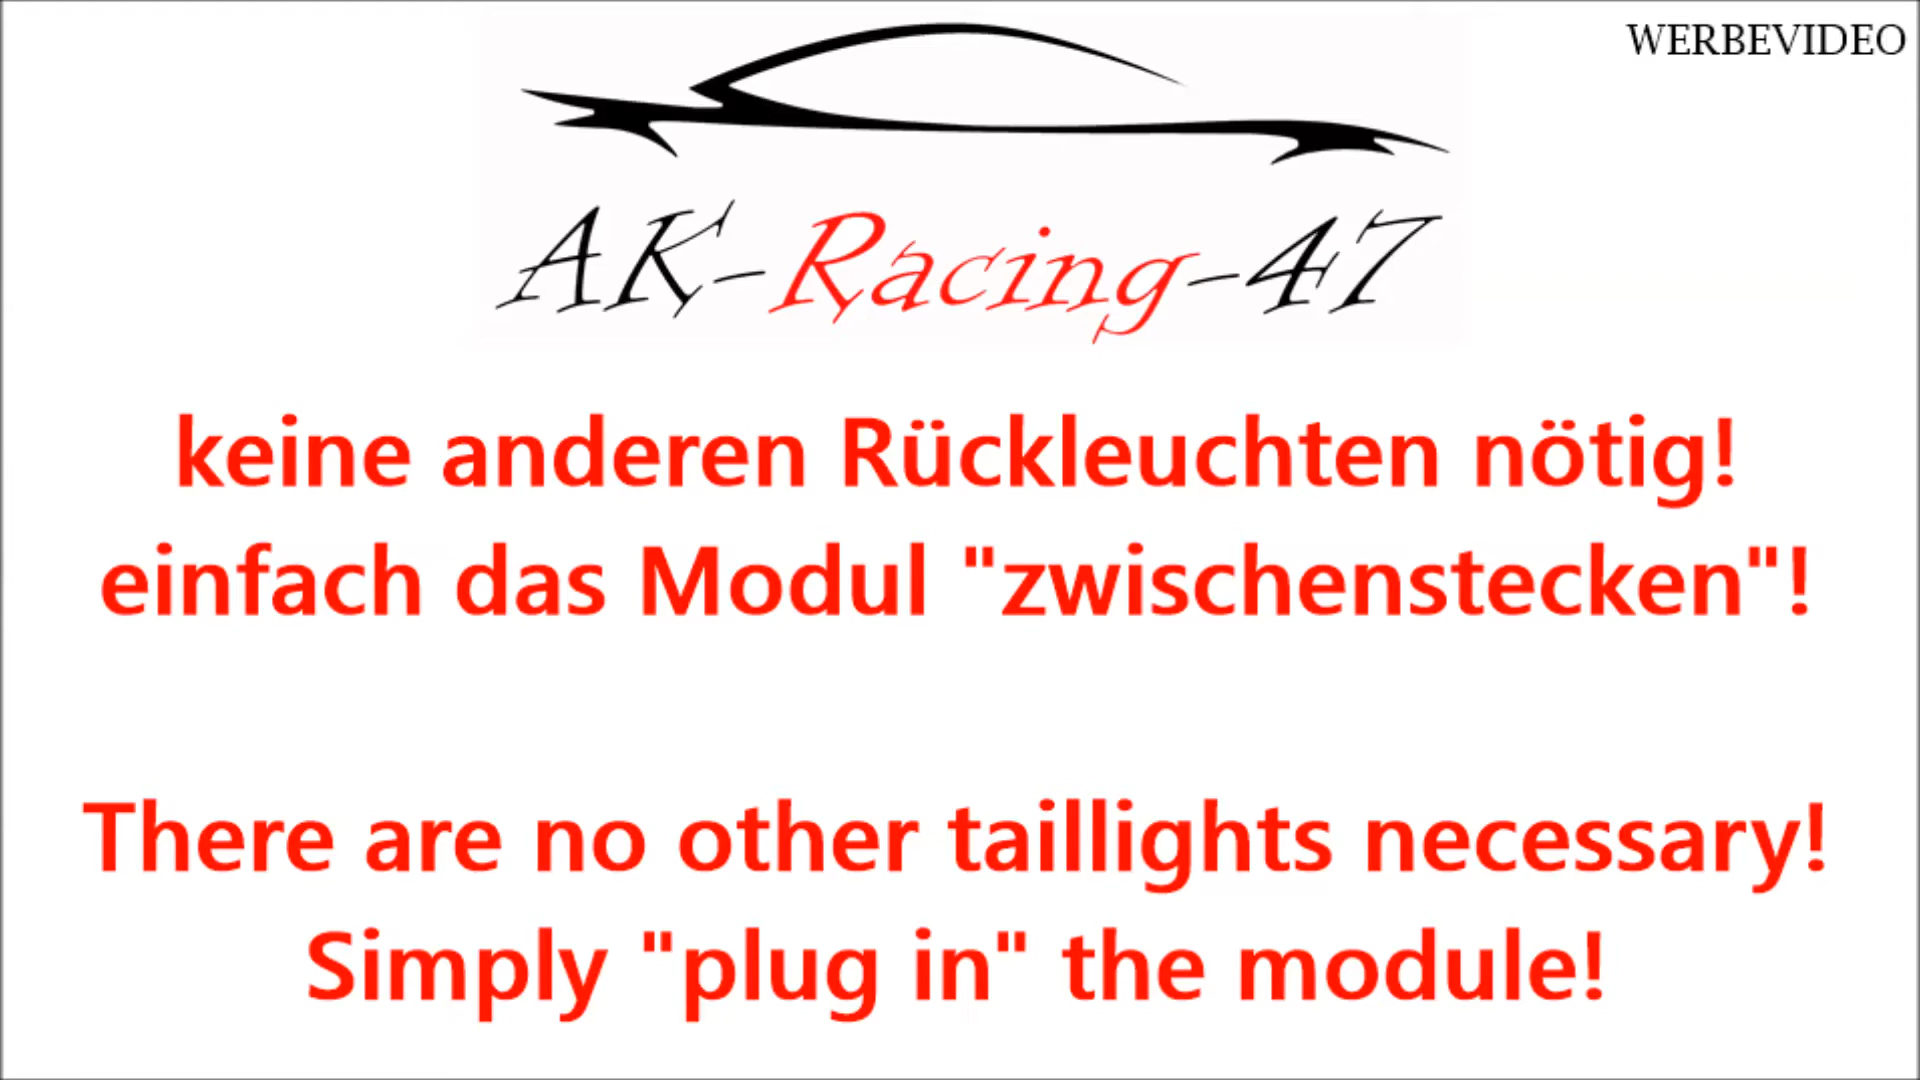 WERBEVIDEO
AK-Racing-47
keine anderen Rückleuchten nötig!
einfach das Modul "zwischenstecken"!
There are no other taillights necessary!
Simply "plug in" the module!